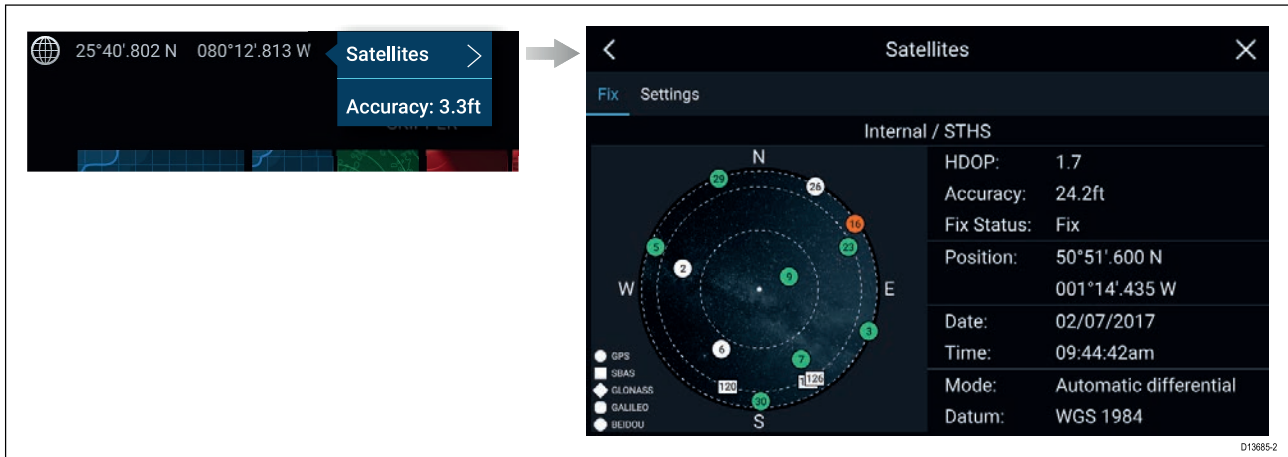 25°40'.802 N 080°12'.813 W
Satellites
Accuracy: 3.3ft
Satellites
Fix Settings
Internal / STHS
N
29
26
16
5
23
2
9
W
E
3
6
7
120
126
30
S
GPS
SBAS
GLONASS
GALILEO
BEIDOU
HDOP: 1.7
Accuracy: 24.2ft
Fix Status: Fix
Position: 50°51'.600 N
001°14'.435 W
Date: 02/07/2017
Time: 09:44:42am
Mode: Automatic differential
Datum: WGS 1984
D13685-2